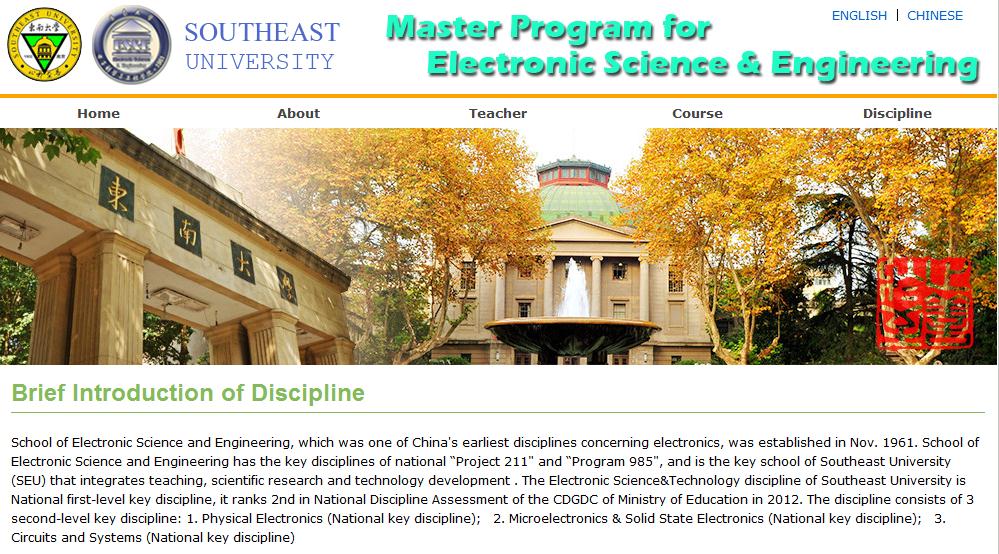 SOUTHEAST
UNIVERSITY
Master Program for
Electronic Science & Engineering
ENGLISH | CHINESE
Home About Teacher Course Discipline
東南大學
Brief Introduction of Discipline
School of Electronic Science and Engineering, which was one of China's earliest disciplines concerning electronics, was established in Nov. 1961. School of
Electronic Science and Engineering has the key disciplines of national “Project 211" and “Program 985", and is the key school of Southeast University
(SEU) that integrates teaching, scientific research and technology development . The Electronic Science&Technology discipline of Southeast University is
National first-level key discipline, it ranks 2nd in National Discipline Assessment of the CDGDC of Ministry of Education in 2012. The discipline consists of 3
second-level key discipline: 1. Physical Electronics (National key discipline);   2. Microelectronics & Solid State Electronics (National key discipline);   3.
Circuits and Systems (National key discipline)